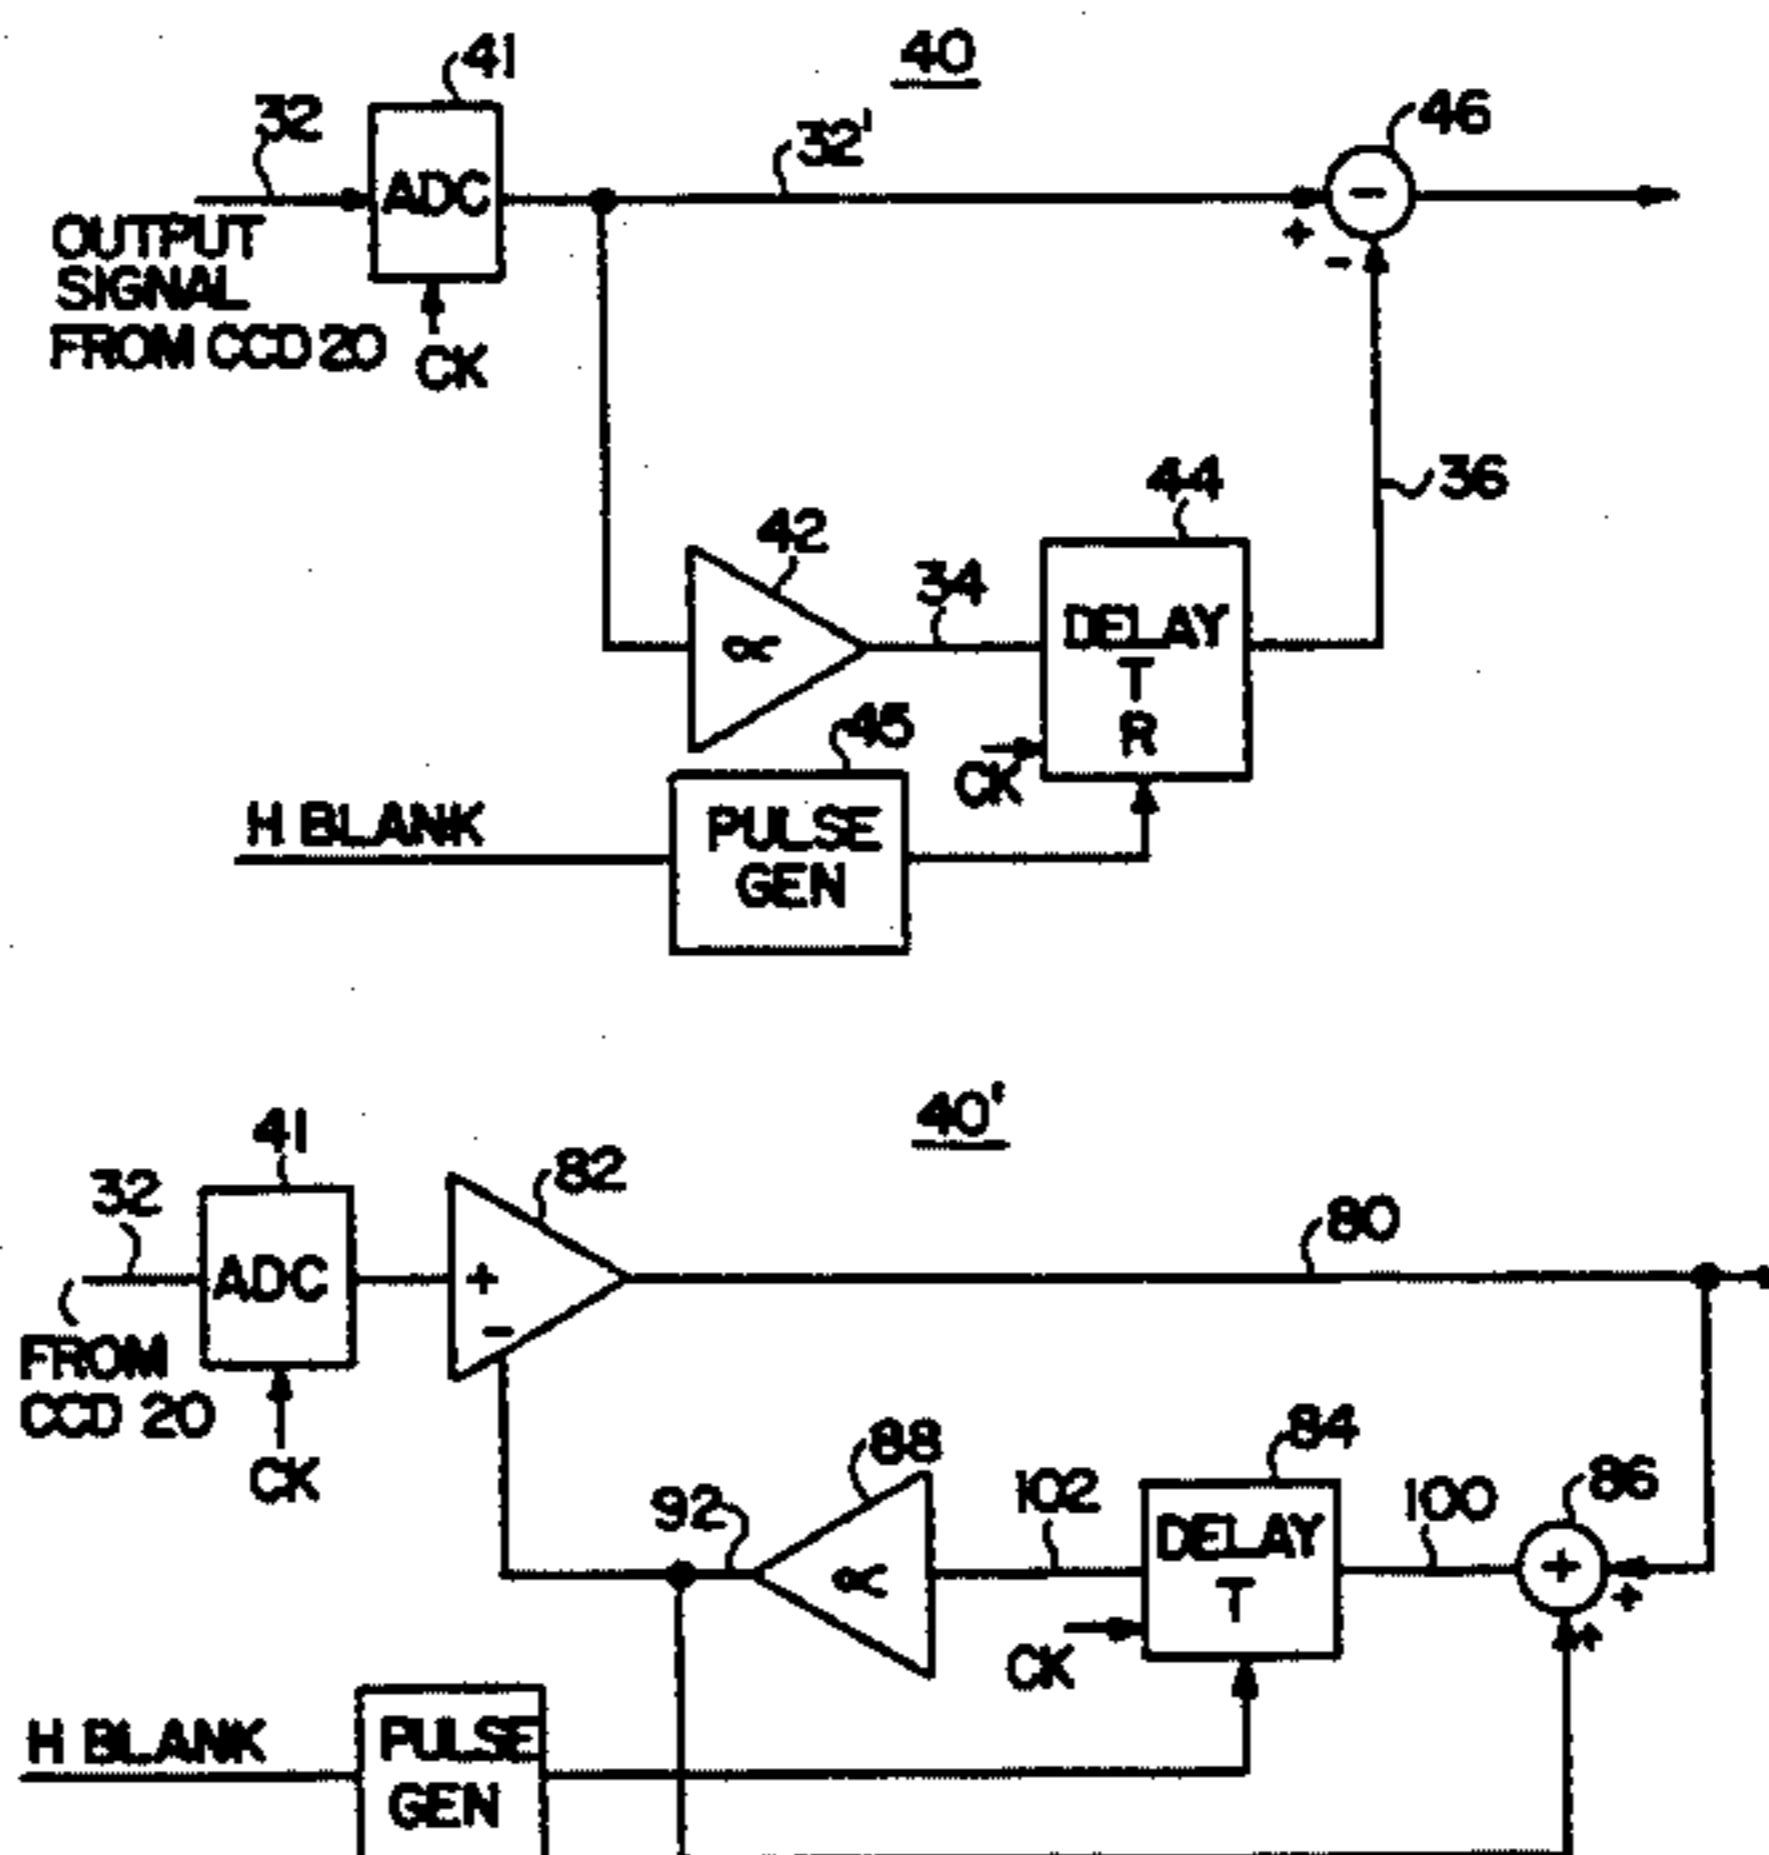 40
41
32
ADC
32'
46
-
+
-
OUTPUT
SIGNAL
FROM CCD 20
CK
36
44
42
34
∝
DELAY
T
R
CK
45
H BLANK
PULSE
GEN
40'
41
32
ADC
82
+
-
80
FROM
CCD 20
CK
88
92
∝
102
84
DELAY
T
100
86
+
+
+
CK
H BLANK
PULSE
GEN